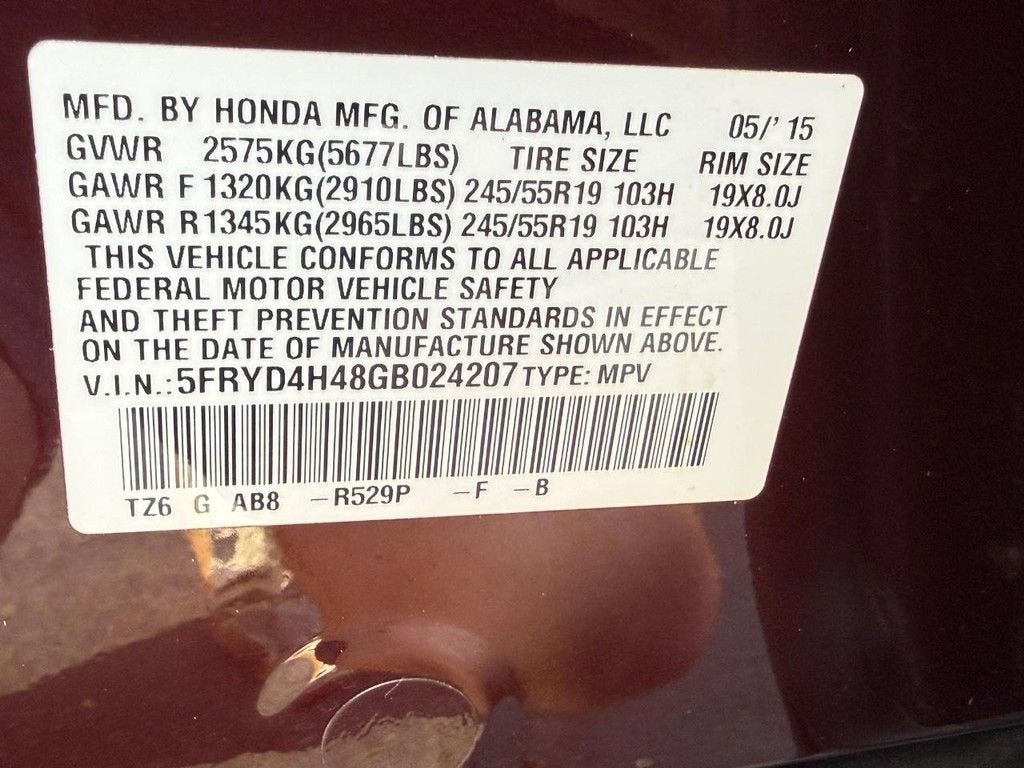 MFD. BY HONDA MFG. OF ALABAMA, LLC 05/' 15
GVWR 2575KG(5677LBS) TIRE SIZE RIM SIZE
GAWR F 1320KG(2910LBS) 245/55R19 103H 19X8.0J
GAWR R 1345KG(2965LBS) 245/55R19 103H 19X8.0J
THIS VEHICLE CONFORMS TO ALL APPLICABLE
FEDERAL MOTOR VEHICLE SAFETY
AND THEFT PREVENTION STANDARDS IN EFFECT
ON THE DATE OF MANUFACTURE SHOWN ABOVE.
V.I.N.: 5FRYD4H48GB024207 TYPE: MPV
TZ6 G AB8 -R529P -F -B